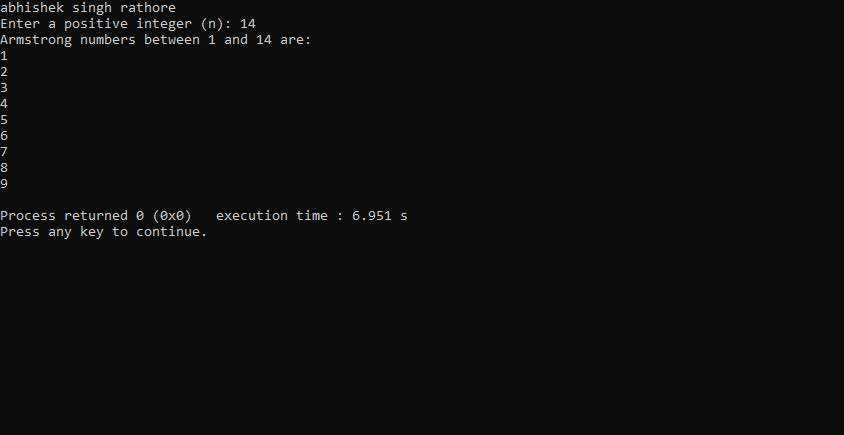 abhishek singh rathore
Enter a positive integer (n): 14
Armstrong numbers between 1 and 14 are:
1
2
3
4
5
6
7
8
9
Process returned 0 (0x0)   execution time : 6.951 s
Press any key to continue.